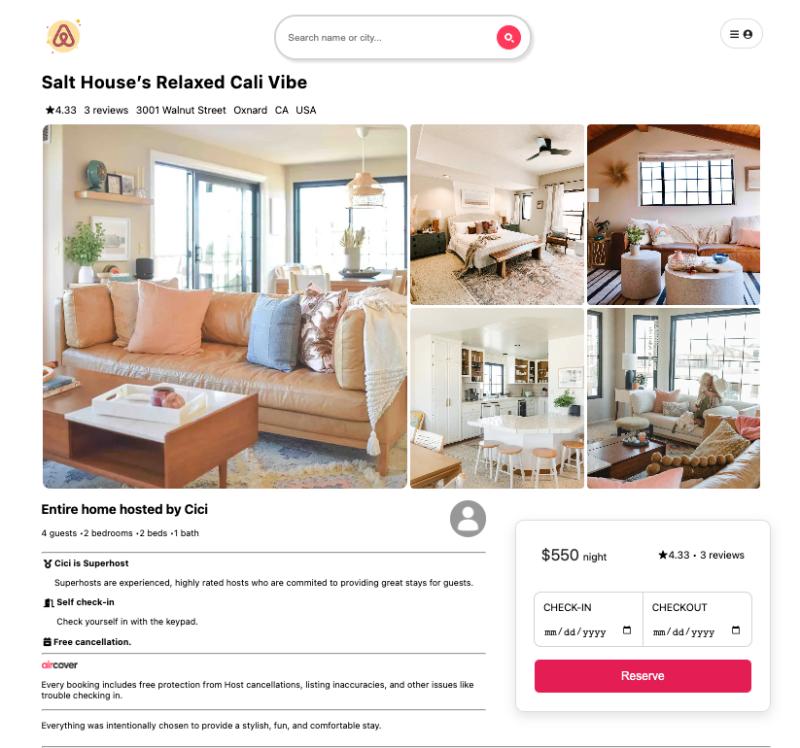 Search name or city...
Salt House's Relaxed Cali Vibe
★4.33 3 reviews 3001 Walnut Street Oxnard CA USA
Entire home hosted by Cici
4 guests •2 bedrooms •2 beds •1 bath
Cici is Superhost
Superhosts are experienced, highly rated hosts who are commited to providing great stays for guests.
Self check-in
Check yourself in with the keypad.
Free cancellation.
aircover
Every booking includes free protection from Host cancellations, listing inaccuracies, and other issues like
trouble checking in.
Everything was intentionally chosen to provide a stylish, fun, and comfortable stay.
$550 night ★4.33 • 3 reviews
CHECK-IN CHECKOUT
mm/dd/yyyy mm/dd/yyyy
Reserve